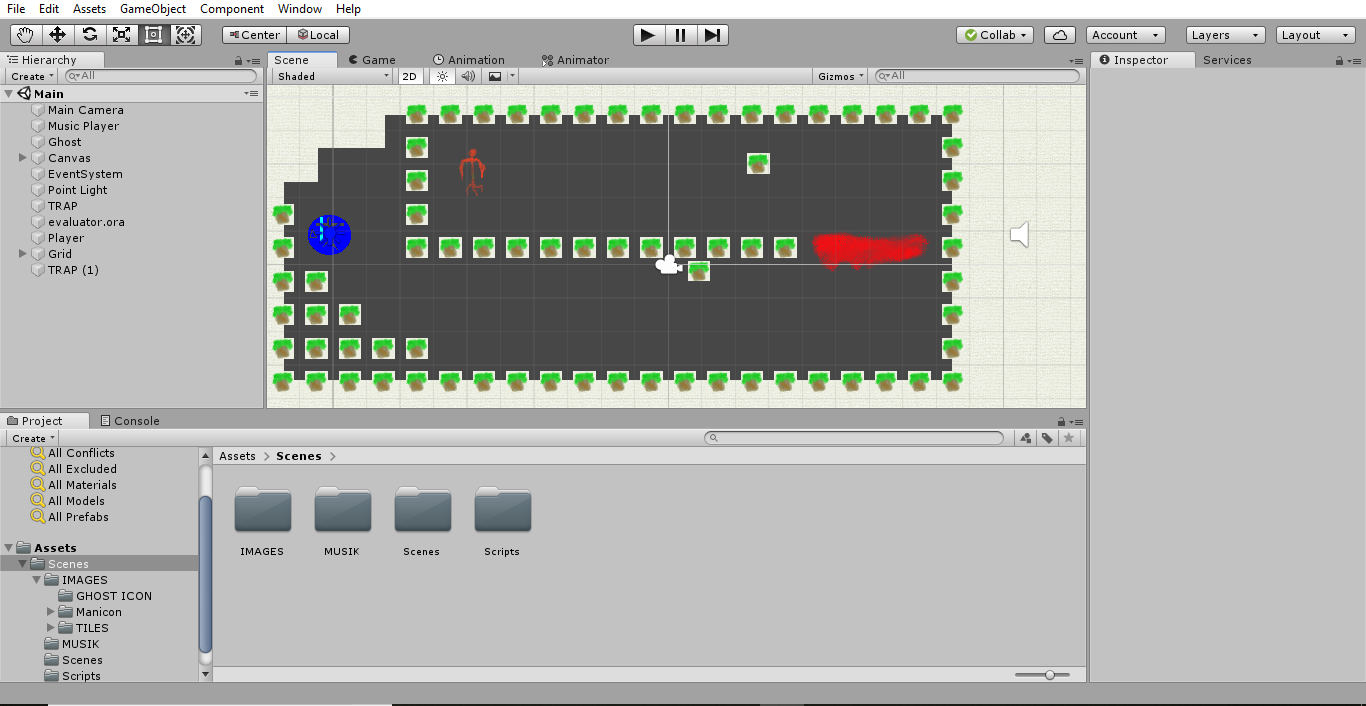 File Edit Assets GameObject Component Window Help
Center Local Collab Account Layers Layout
Hierarchy
Create All
Main
Main Camera
Music Player
Ghost
Canvas
EventSystem
Point Light
TRAP
evaluator.ora
Player
Grid
TRAP (1)
Scene Game Animation Animator
Shaded 2D Gizmos All
Inspector Services
Project Console
Create
All Conflicts
All Excluded
All Materials
All Models
All Prefabs
Assets
Scenes
IMAGES
GHOST ICON
Manicon
TILES
MUSIK
Scenes
Scripts
Assets Scenes
IMAGES MUSIK Scenes Scripts